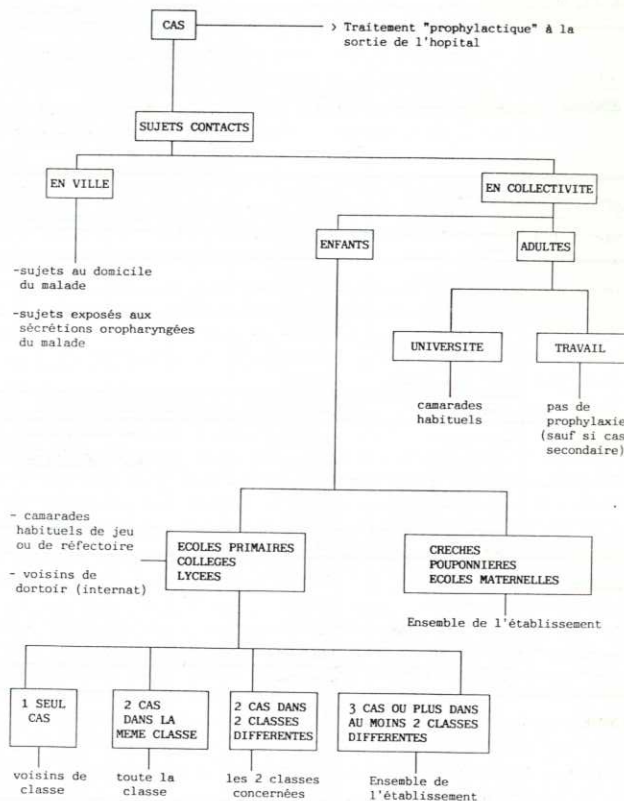 CAS
> Traitement "prophylactique" à la
sortie de l'hopital
SUJETS CONTACTS
EN VILLE
EN COLLECTIVITE
-sujets au domicile
du malade
-sujets exposés aux
sécrétions oropharyngées
du malade
ENFANTS
ADULTES
UNIVERSITE
TRAVAIL
camarades
habituels
pas de
prophylaxie
(sauf si cas
secondaire)
- camarades
habituels de jeu
ou de réfectoire
- voisins de
dortoir (internat)
ECOLES PRIMAIRES
COLLEGES
LYCEES
CRECHES
POUPONNIERES
ECOLES MATERNELLES
Ensemble de l'établissement
1 SEUL
CAS
2 CAS
DANS LA
MEME CLASSE
2 CAS DANS
2 CLASSES
DIFFERENTES
3 CAS OU PLUS DANS
AU MOINS 2 CLASSES
DIFFERENTES
voisins de
classe
toute la
classe
les 2 classes
concernées
Ensemble de
l'établissement